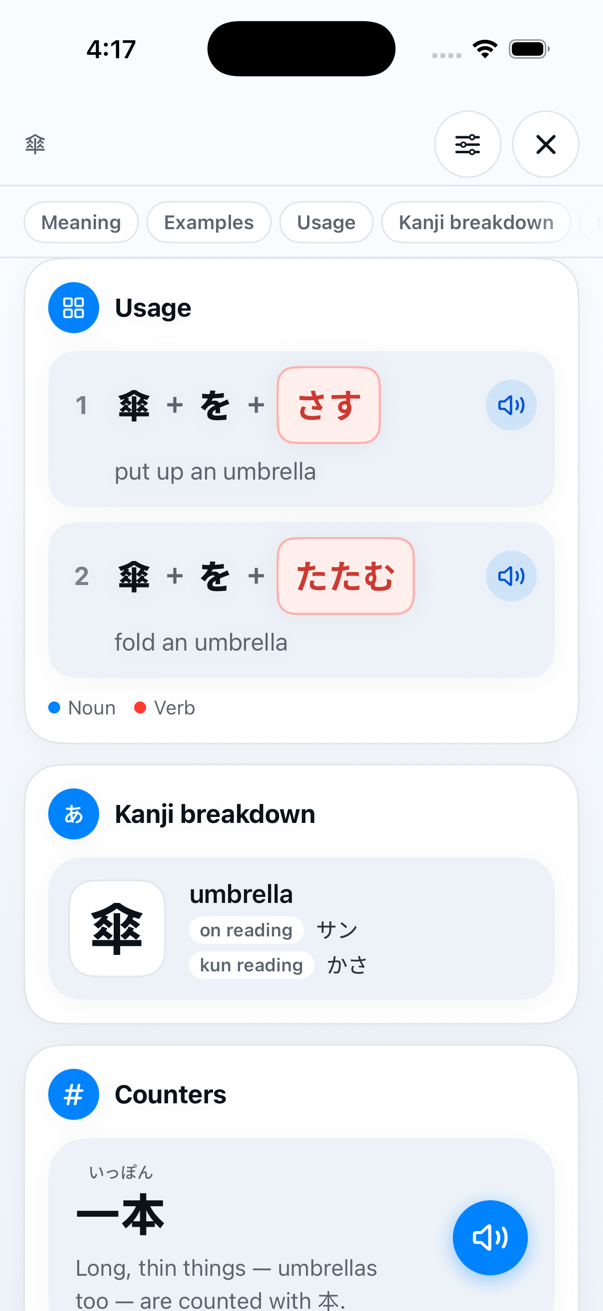 4:17
傘
Meaning Examples Usage Kanji breakdown
Usage
1 傘 + を + さす
put up an umbrella
2 傘 + を + たたむ
fold an umbrella
Noun Verb
あ Kanji breakdown
傘
umbrella
on reading サン
kun reading かさ
# Counters
いっぽん
一本
Long, thin things — umbrellas
too — are counted with 本.